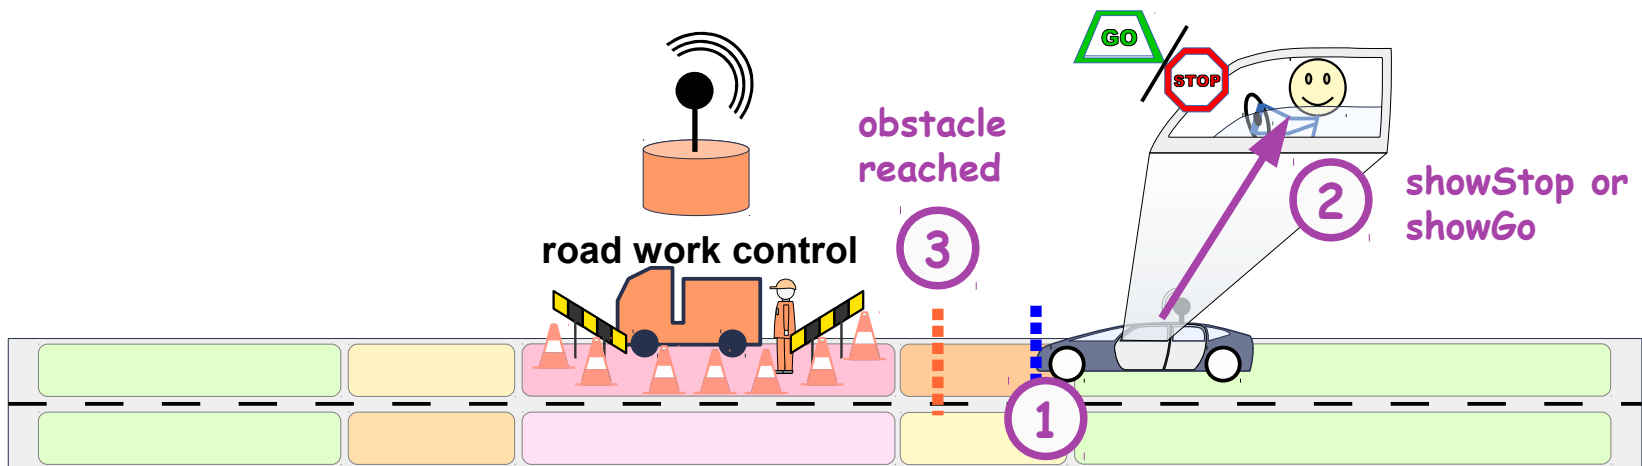 GO
STOP
obstacle
reached
3
2
showStop or
showGo
road work control
1